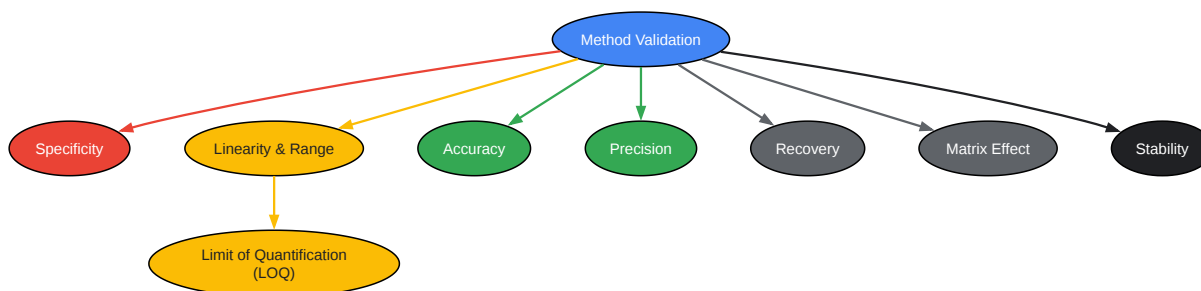 Method Validation
Specificity
Linearity & Range
Accuracy
Precision
Recovery
Matrix Effect
Stability
Limit of Quantification
(LOQ)